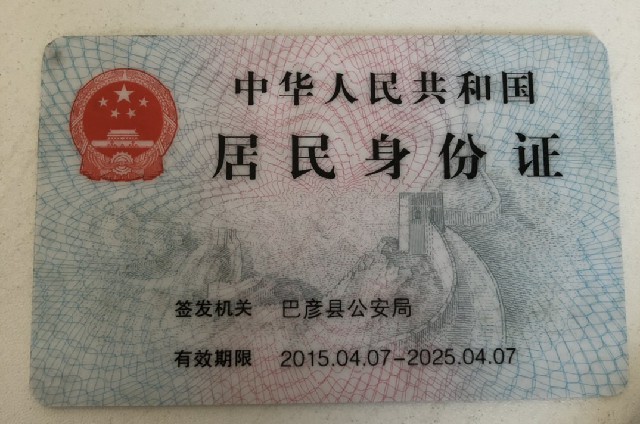 中华人民共和国
居民身份证
签发机关 巴彦县公安局
有效期限 2015.04.07-2025.04.07